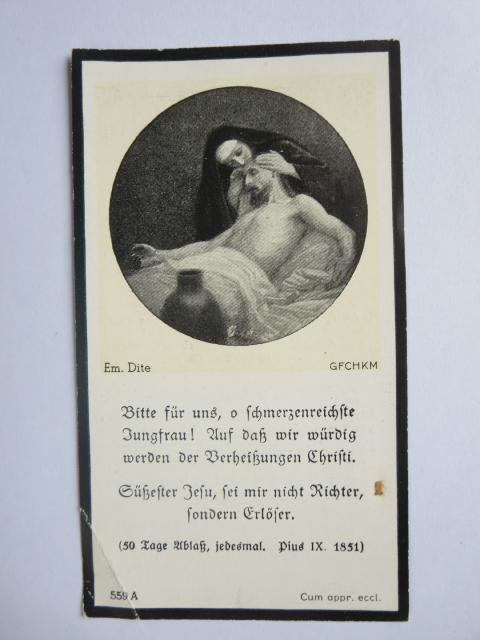 Em. Dite
GFCHKM
Bitte für uns, o schmerzenreichste
Jungfrau! Auf daß wir würdig
werden der Verheißungen Christi.
Süßester Jesu, sei mir nicht Richter,
sondern Erlöser.
(50 Tage Ablaß, jedesmal. Pius IX. 1851)
559 A
Cum appr. eccl.